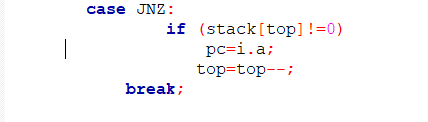 case JNZ:
if (stack[top]!=0)
pc=i.a;
top=top--;
break;